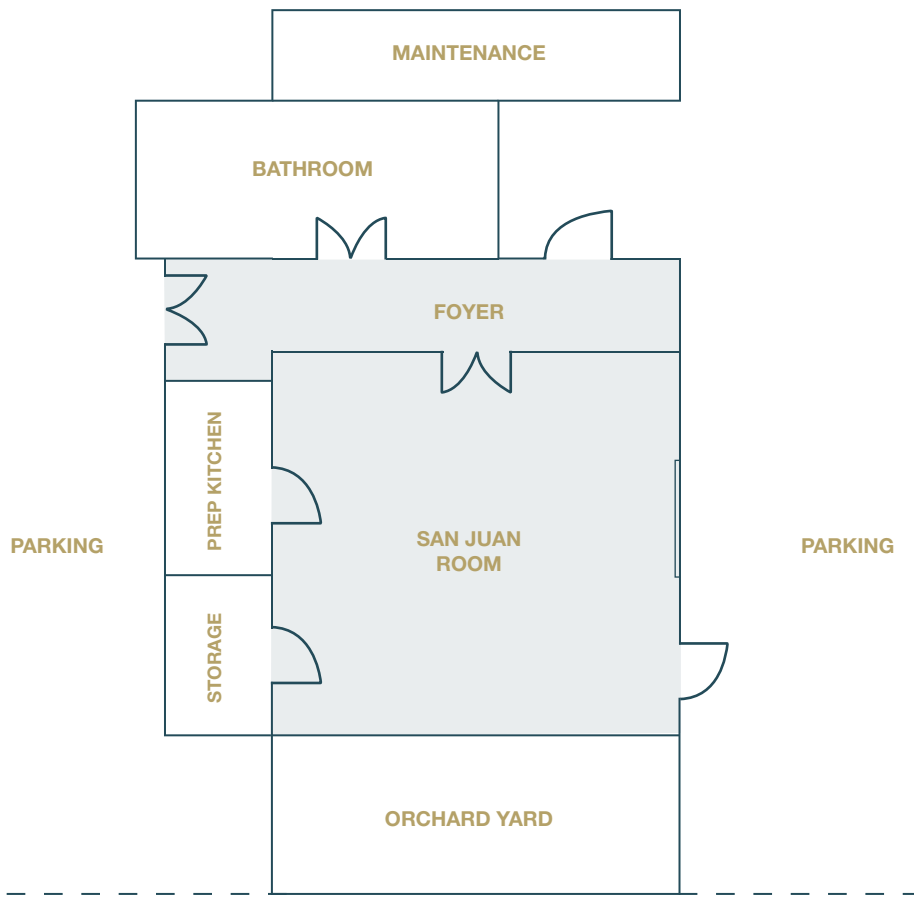 MAINTENANCE
BATHROOM
FOYER
PREP KITCHEN
PARKING
SAN JUAN
ROOM
PARKING
STORAGE
ORCHARD YARD